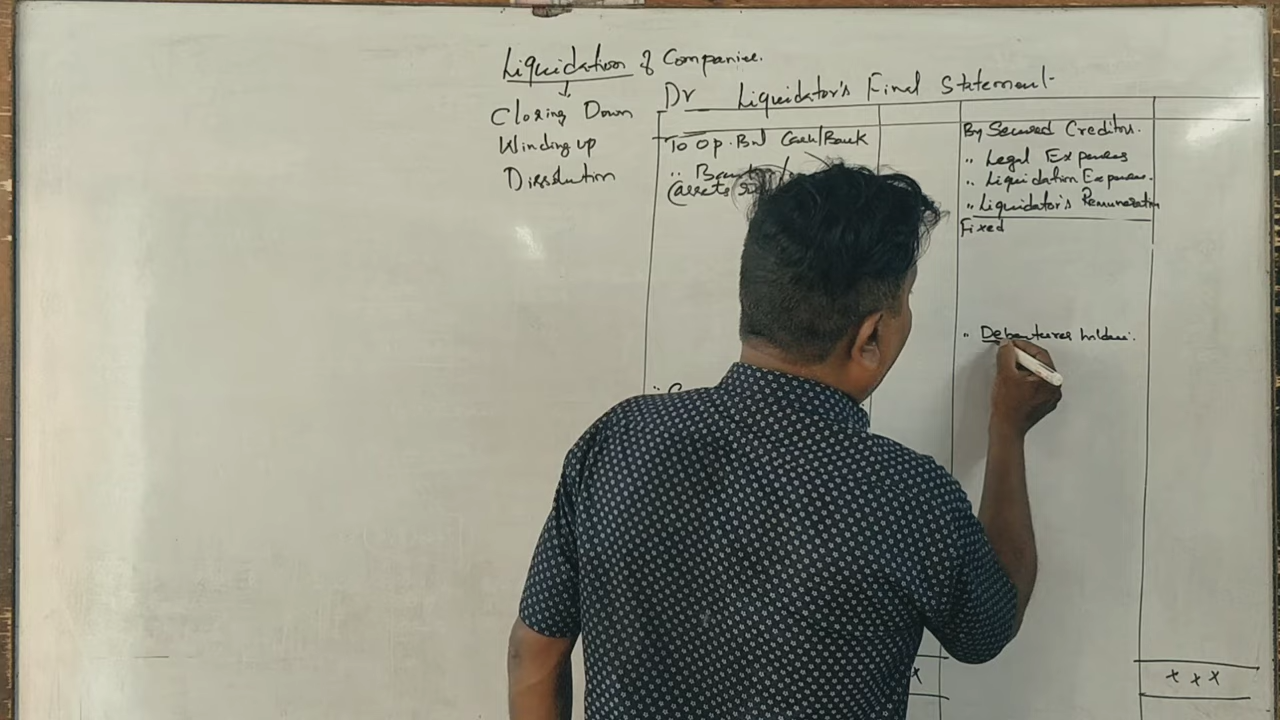 Liquidation of Companies.
Closing Down
Winding up
Dissolution
Dr Liquidator's Final Statement
To Op. Bal Cash/Bank
(assets
By Secured Creditors.
" Legal Expenses
" Liquidation Expenses.
" Liquidator's Remuneration
Fixed
" Debentures holders.
x
x x x